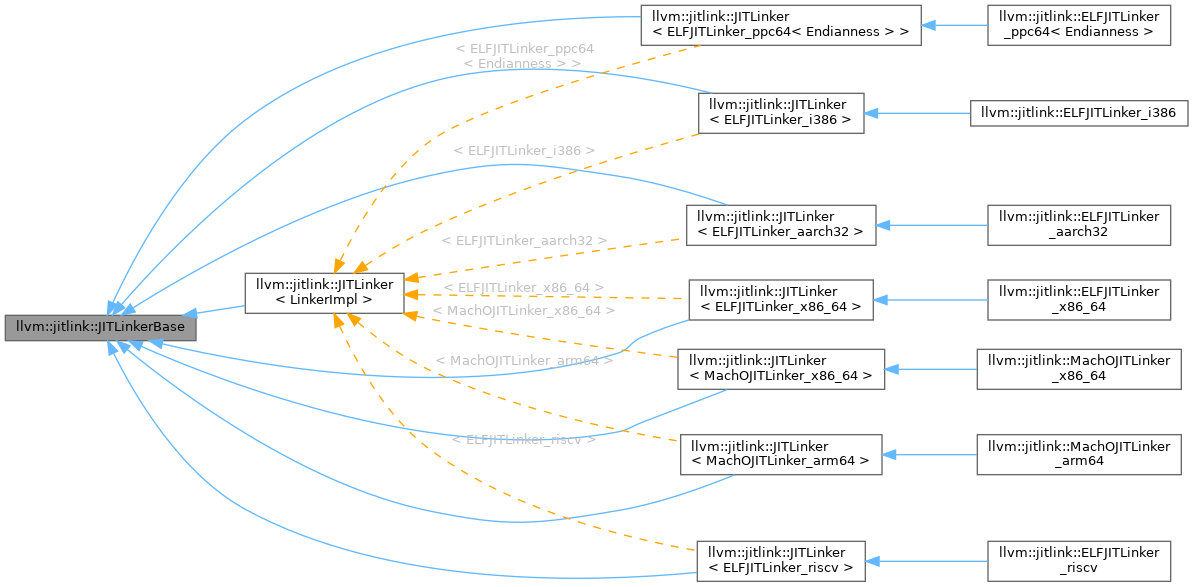 llvm::jitlink::JITLinker
< ELFJITLinker_ppc64< Endianness > >
llvm::jitlink::ELFJITLinker
_ppc64< Endianness >
< ELFJITLinker_ppc64
< Endianness > >
llvm::jitlink::JITLinker
< ELFJITLinker_i386 >
llvm::jitlink::ELFJITLinker_i386
< ELFJITLinker_i386 >
llvm::jitlink::JITLinker
< ELFJITLinker_aarch32 >
llvm::jitlink::ELFJITLinker
_aarch32
< ELFJITLinker_aarch32 >
llvm::jitlink::JITLinker
< LinkerImpl >
< ELFJITLinker_x86_64 >
llvm::jitlink::JITLinker
< ELFJITLinker_x86_64 >
llvm::jitlink::ELFJITLinker
_x86_64
< MachOJITLinker_x86_64 >
llvm::jitlink::JITLinkerBase
llvm::jitlink::JITLinker
< MachOJITLinker_x86_64 >
llvm::jitlink::MachOJITLinker
_x86_64
< MachOJITLinker_arm64 >
llvm::jitlink::JITLinker
< MachOJITLinker_arm64 >
llvm::jitlink::MachOJITLinker
_arm64
< ELFJITLinker_riscv >
llvm::jitlink::JITLinker
< ELFJITLinker_riscv >
llvm::jitlink::ELFJITLinker
_riscv